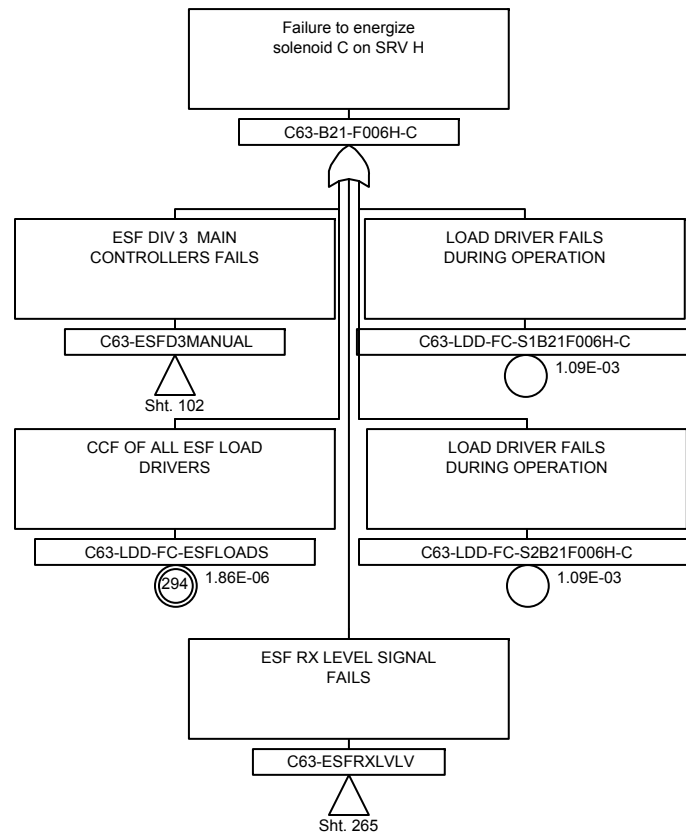 Failure to energize
solenoid C on SRV H
C63-B21-F006H-C
ESF DIV 3 MAIN
CONTROLLERS FAILS
C63-ESFD3MANUAL
Sht. 102
LOAD DRIVER FAILS
DURING OPERATION
C63-LDD-FC-S1B21F006H-C
1.09E-03
CCF OF ALL ESF LOAD
DRIVERS
C63-LDD-FC-ESFLOADS
294
1.86E-06
LOAD DRIVER FAILS
DURING OPERATION
C63-LDD-FC-S2B21F006H-C
1.09E-03
ESF RX LEVEL SIGNAL
FAILS
C63-ESFRXLVLV
Sht. 265